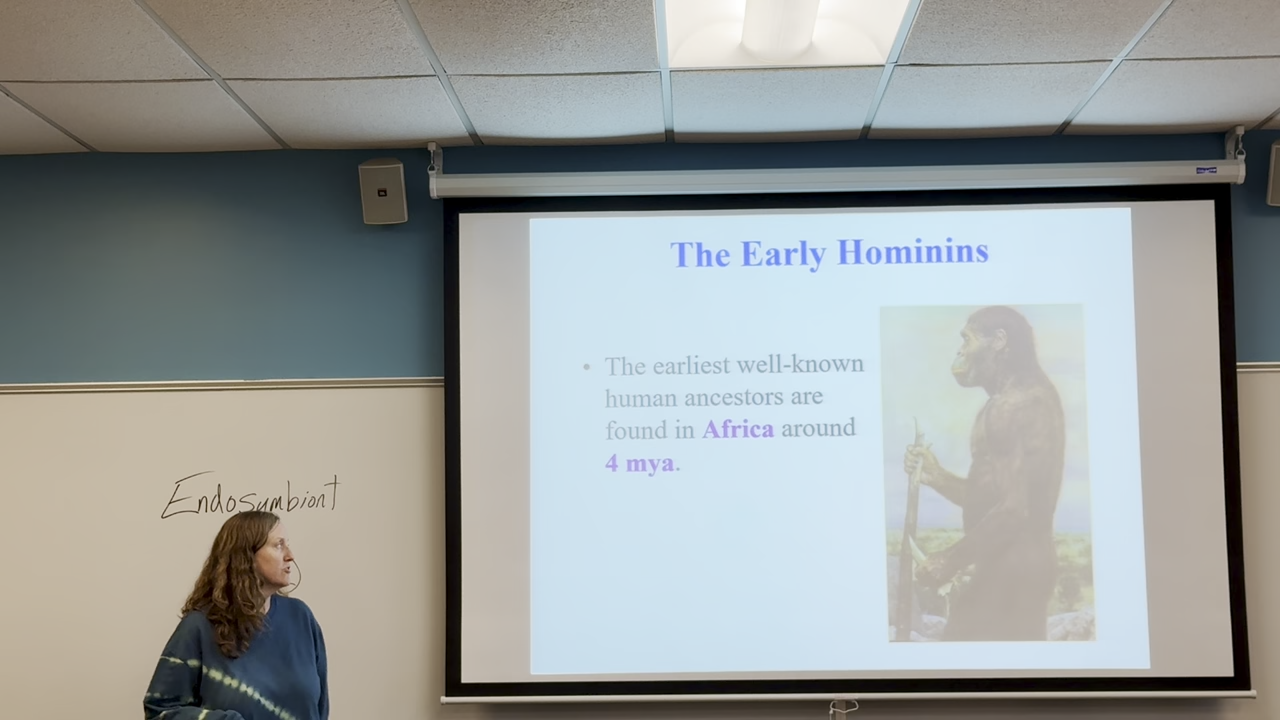 The Early Hominins
• The earliest well-known
human ancestors are
found in Africa around
4 mya.
Endosymbiont